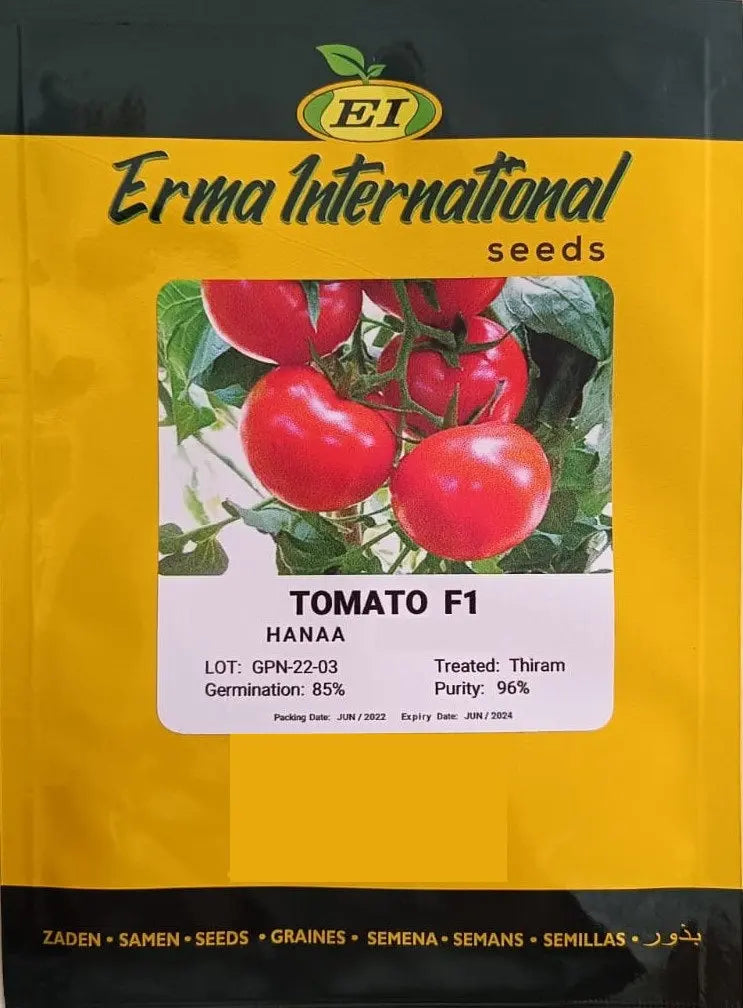 EI
Erma International
seeds
TOMATO F1
HANAA
LOT: GPN-22-03 Treated: Thiram
Germination: 85% Purity: 96%
Packing Date: JUN / 2022 Expiry Date: JUN / 2024
ZADEN • SAMEN • SEEDS • GRAINES • SEMENA • SEMANS • SEMILLAS • بذور